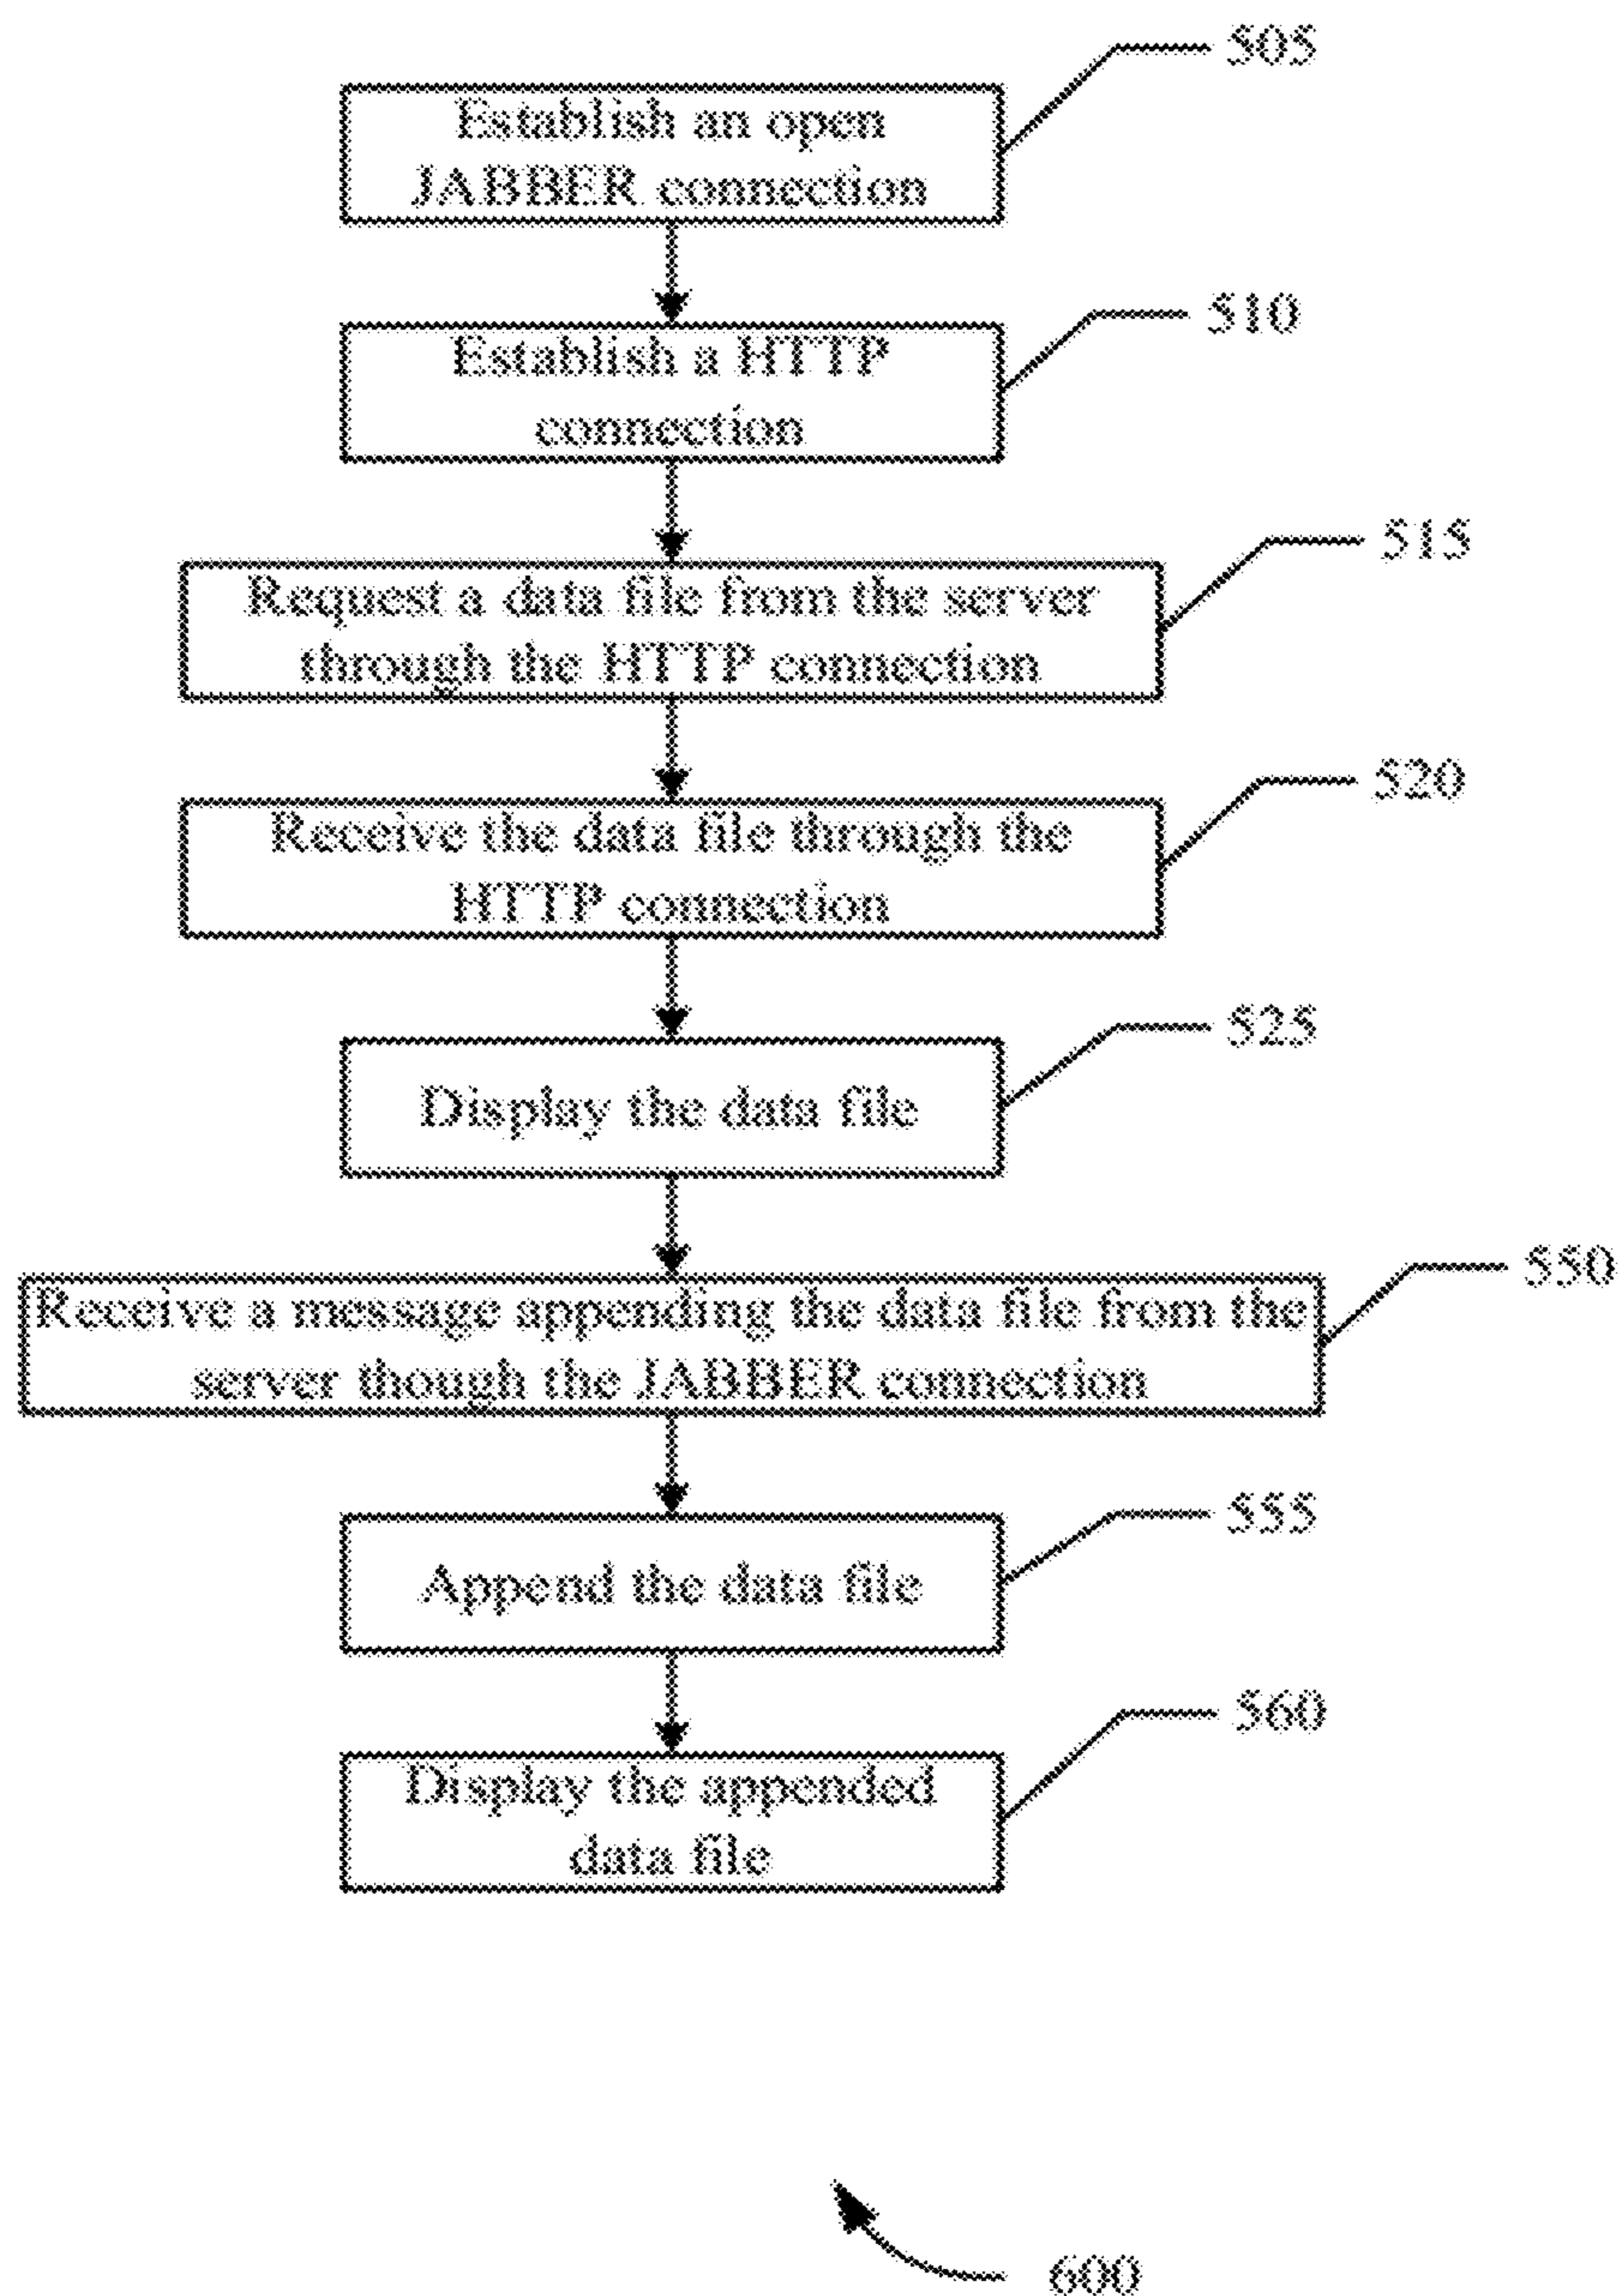 505
Establish an open
JABBER connection
510
Establish a HTTP
connection
515
Request a data file from the server
through the HTTP connection
520
Receive the data file through the
HTTP connection
525
Display the data file
550
Receive a message appending the data file from the
server though the JABBER connection
555
Append the data file
560
Display the appended
data file
600